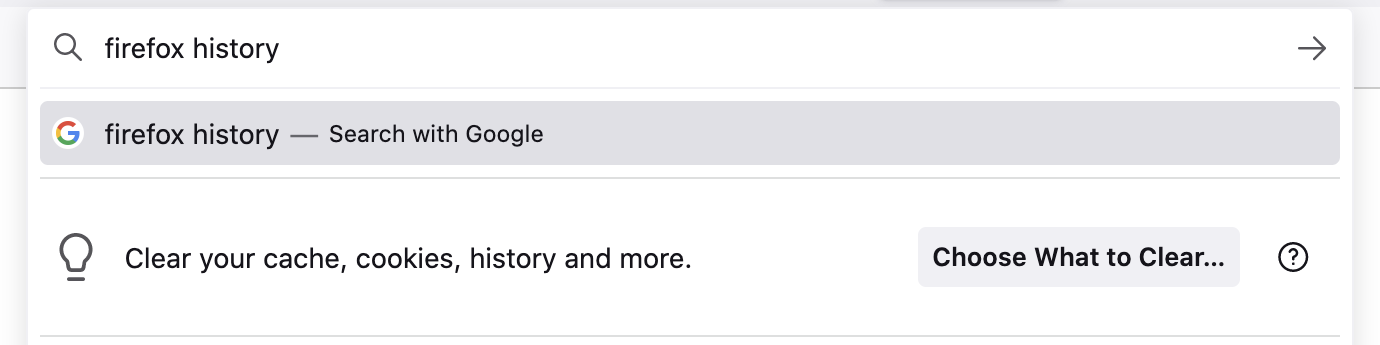 firefox history
firefox history — Search with Google
Clear your cache, cookies, history and more. Choose What to Clear...